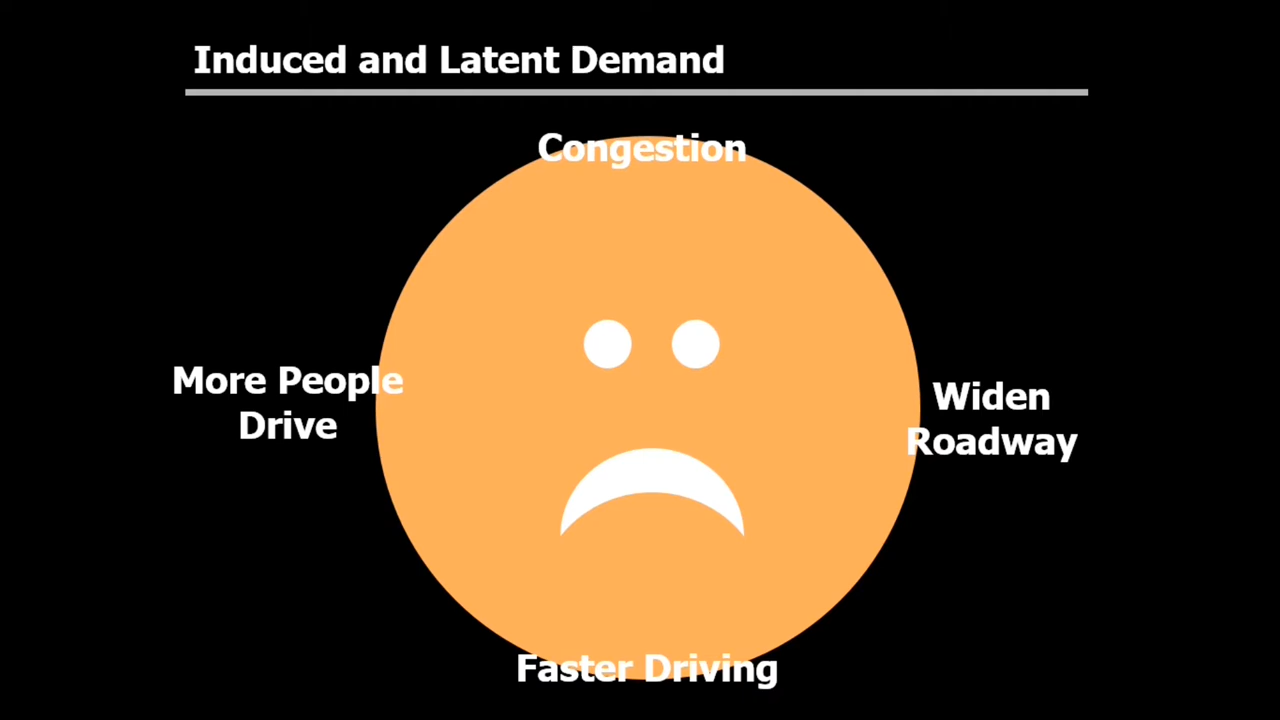 Induced and Latent Demand
Congestion
More People
Drive
Widen
Roadway
Faster Driving